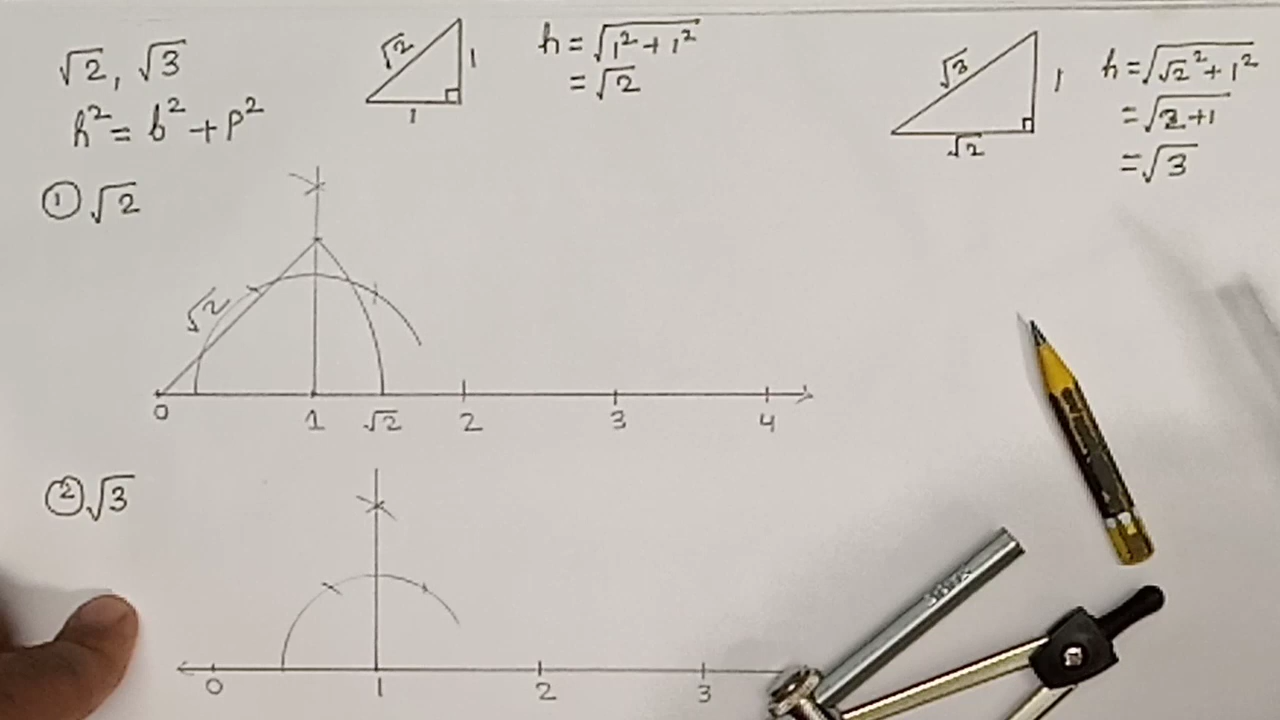 √2, √3
h² = b² + p²
√2
1
1
h = √1² + 1²
= √2
√3
1
√2
h = √√2² + 1²
= √2+1
= √3
① √2
√2
0 1 √2 2 3 4
② √3
0 1 2 3